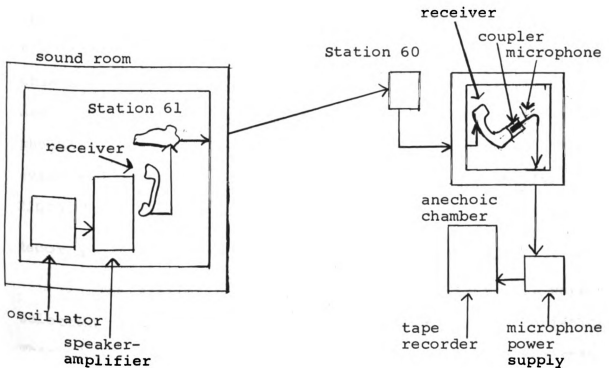 receiver
coupler
microphone
Station 60
sound room
Station 61
receiver
anechoic
chamber
oscillator
speaker-
amplifier
tape
recorder
microphone
power
supply